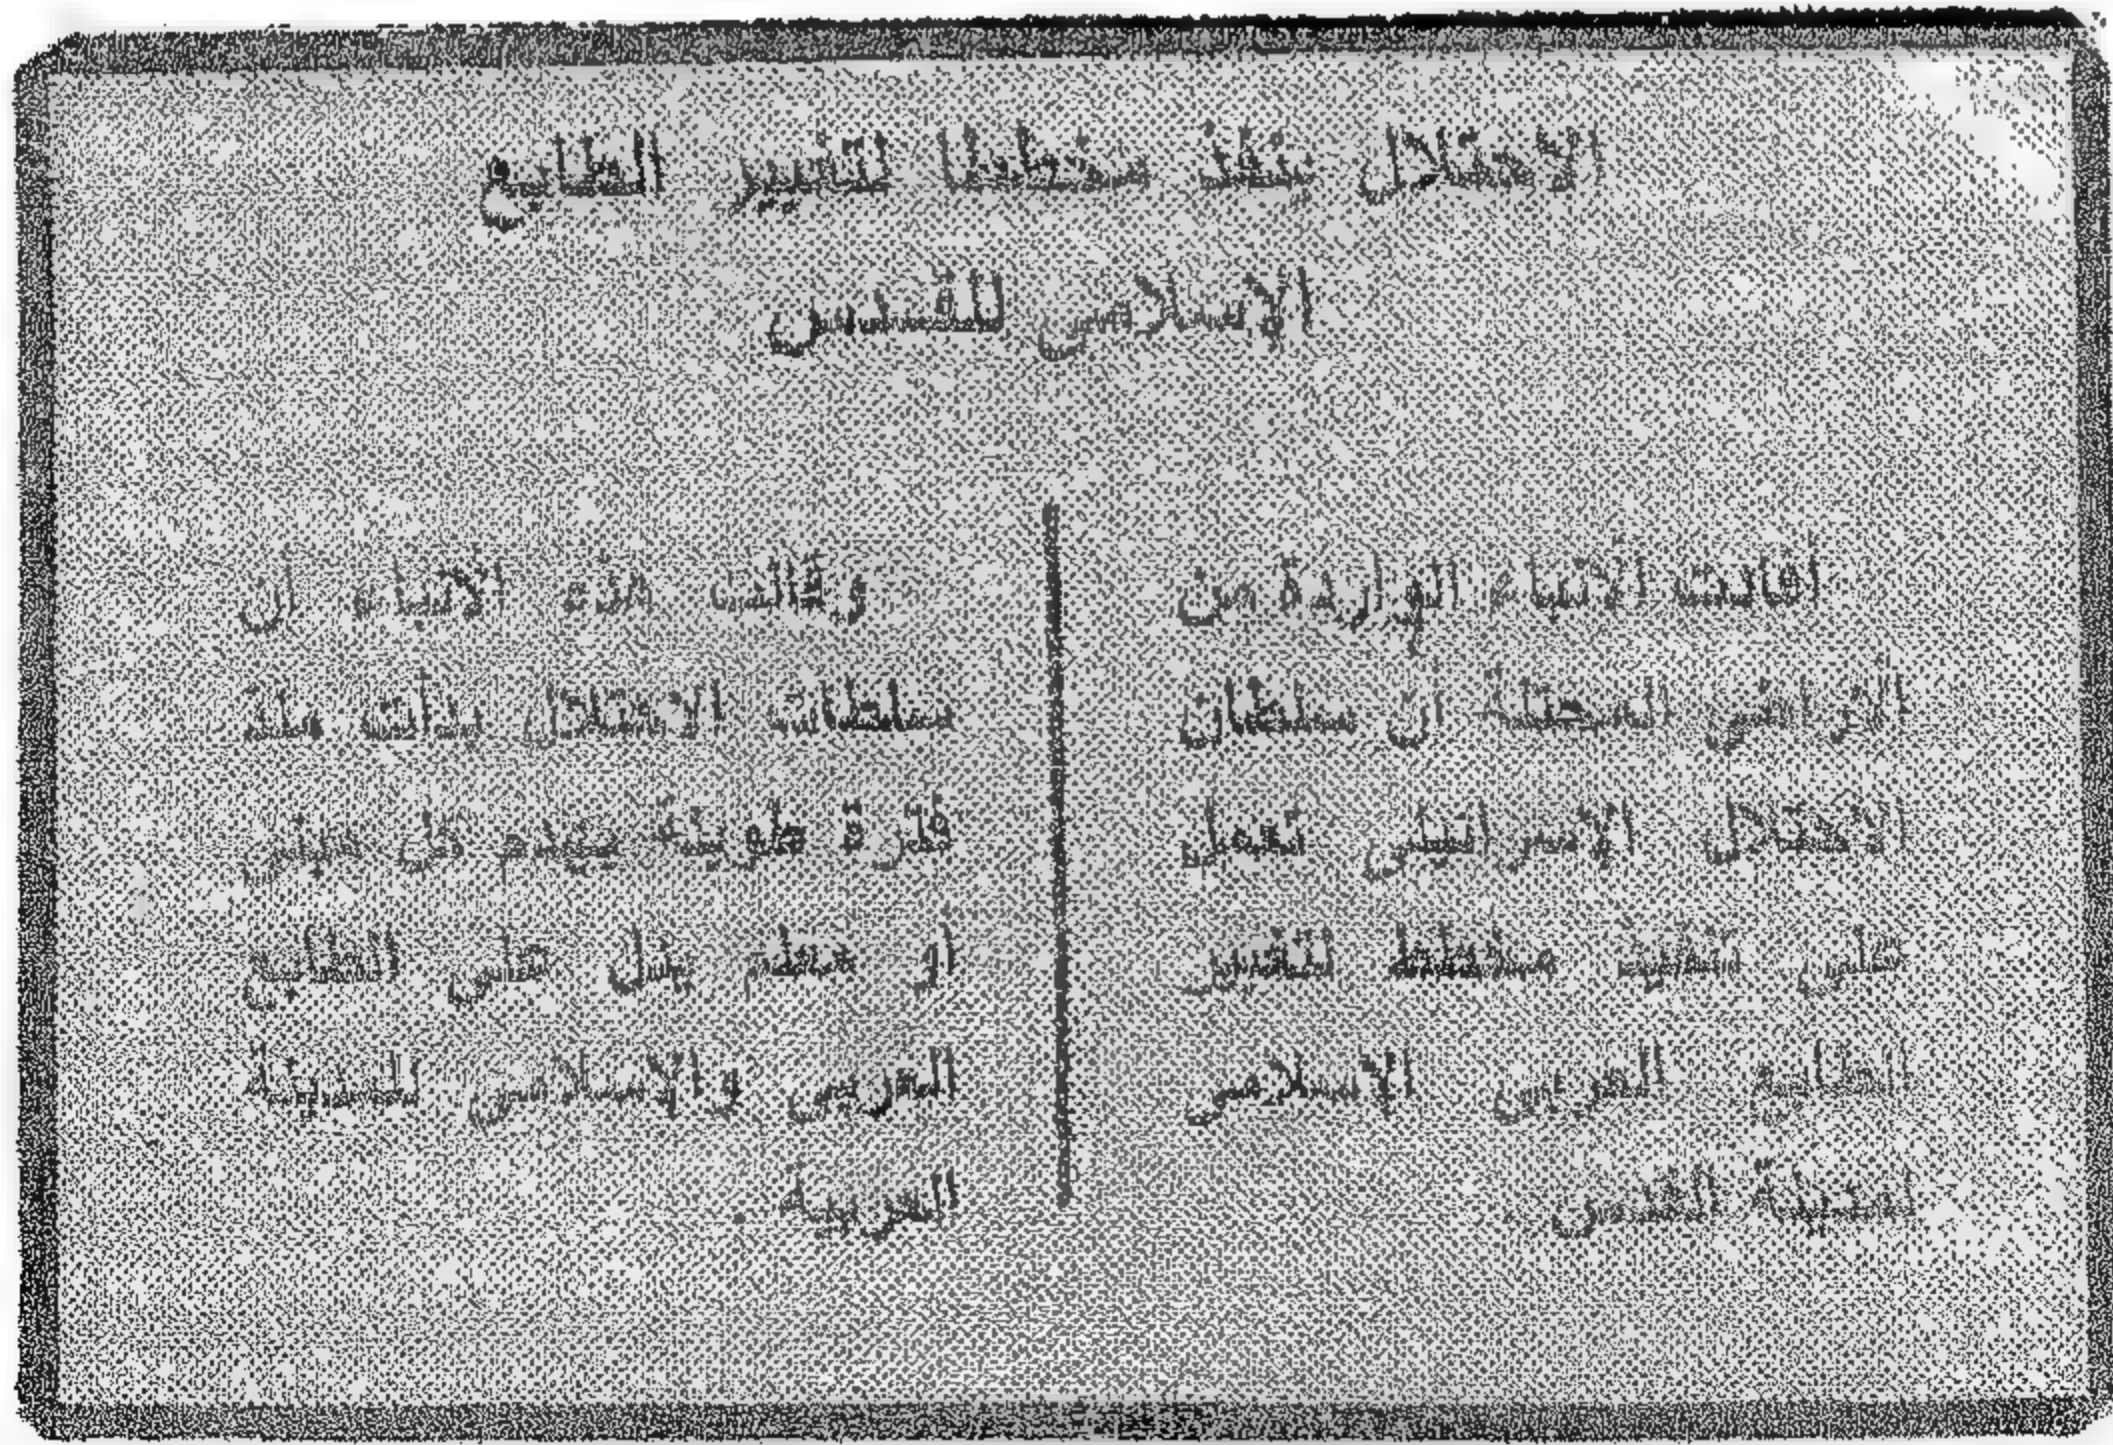 الاحتلال ينفذ مخططا لتغيير الطابع
الإسلامي للقدس
أفادت الأنباء الواردة من
الأراضي المحتلة أن سلطات
الاحتلال الإسرائيلي تعمل
على تنفيذ مخطط لتغيير
الطابع العربي الإسلامي
لمدينة القدس
وقالت هذه الأنباء ان
سلطات الاحتلال بدأت منذ
فترة طويلة بهدم كل مبنى
او معلم يدل على الطابع
العربي والإسلامي للمدينة
العربية .